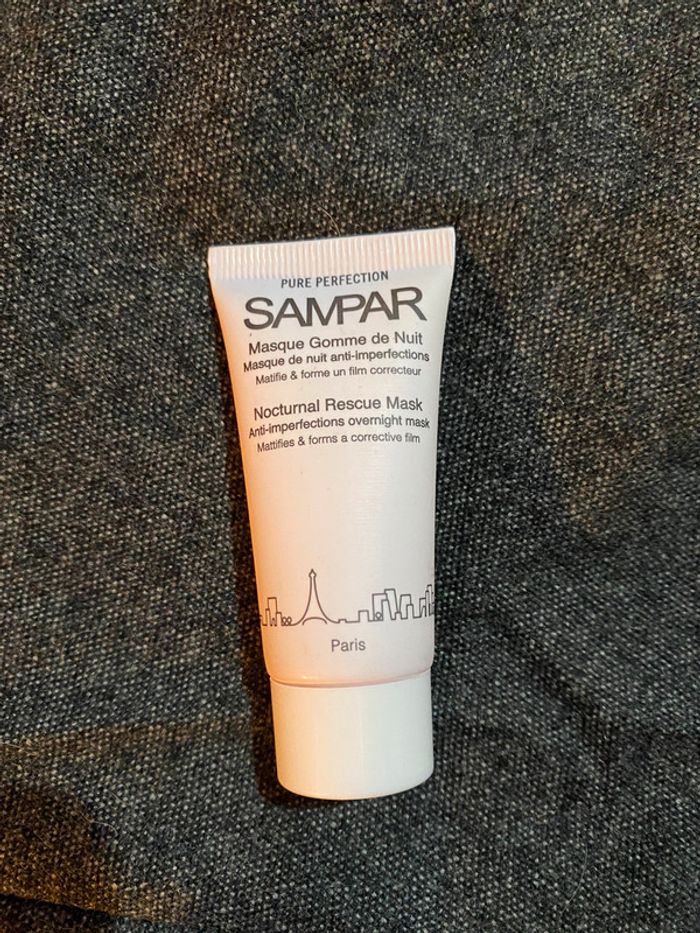 PURE PERFECTION
SAMPAR
Masque Gomme de Nuit
Masque de nuit anti-imperfections
Matifie & forme un film correcteur
Nocturnal Rescue Mask
Anti-imperfections overnight mask
Mattifies & forms a corrective film
Paris